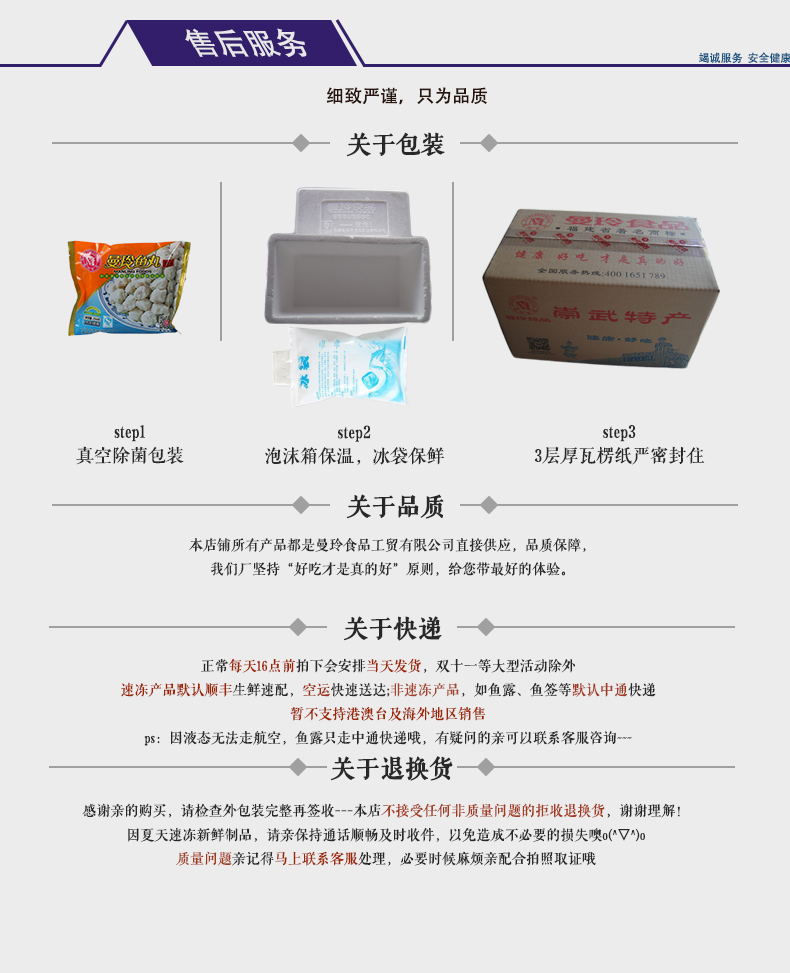 售后服务
竭诚服务 安全健康
细致严谨，只为品质
关于包装
曼玲鱼丸
曼玲食品
福建省著名商标
健康 好吃 才是真的好
全国服务热线:400 1651 789
崇武特产
健康·好吃
冰袋
step1
真空除菌包装
step2
泡沫箱保温，冰袋保鲜
step3
3层厚瓦楞纸严密封住
关于品质
本店铺所有产品都是曼玲食品工贸有限公司直接供应，品质保障，
我们厂坚持“好吃才是真的好”原则，给您带最好的体验。
关于快递
正常每天16点前拍下会安排当天发货，双十一等大型活动除外
速冻产品默认顺丰生鲜速配，空运快速送达;非速冻产品，如鱼露、鱼签等默认中通快递
暂不支持港澳台及海外地区销售
ps：因液态无法走航空，鱼露只走中通快递哦，有疑问的亲可以联系客服咨询~~~
关于退换货
感谢亲的购买，请检查外包装完整再签收---本店不接受任何非质量问题的拒收退换货，谢谢理解！
因夏天速冻新鲜制品，请亲保持通话顺畅及时收件，以免造成不必要的损失噢o(^▽^)o
质量问题亲记得马上联系客服处理，必要时候麻烦亲配合拍照取证哦